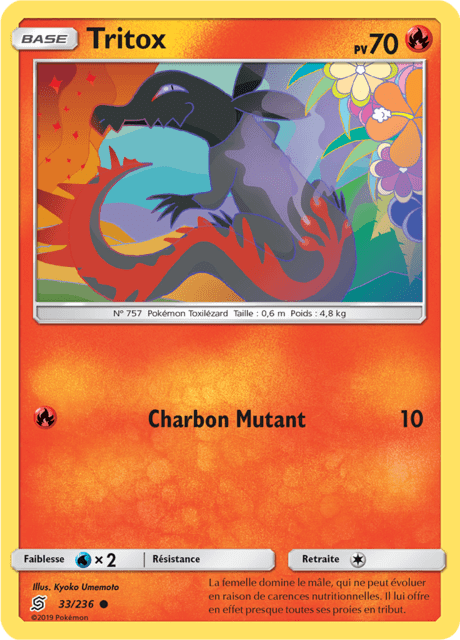 BASE Tritox PV 70
N° 757 Pokémon Toxilézard Taille : 0,6 m Poids : 4,8 kg
Charbon Mutant 10
Faiblesse × 2 Résistance Retraite
Illus. Kyoko Umemoto
33/236
©2019 Pokémon
La femelle domine le mâle, qui ne peut évoluer
en raison de carences nutritionnelles. Il lui offre
en effet presque toutes ses proies en tribut.